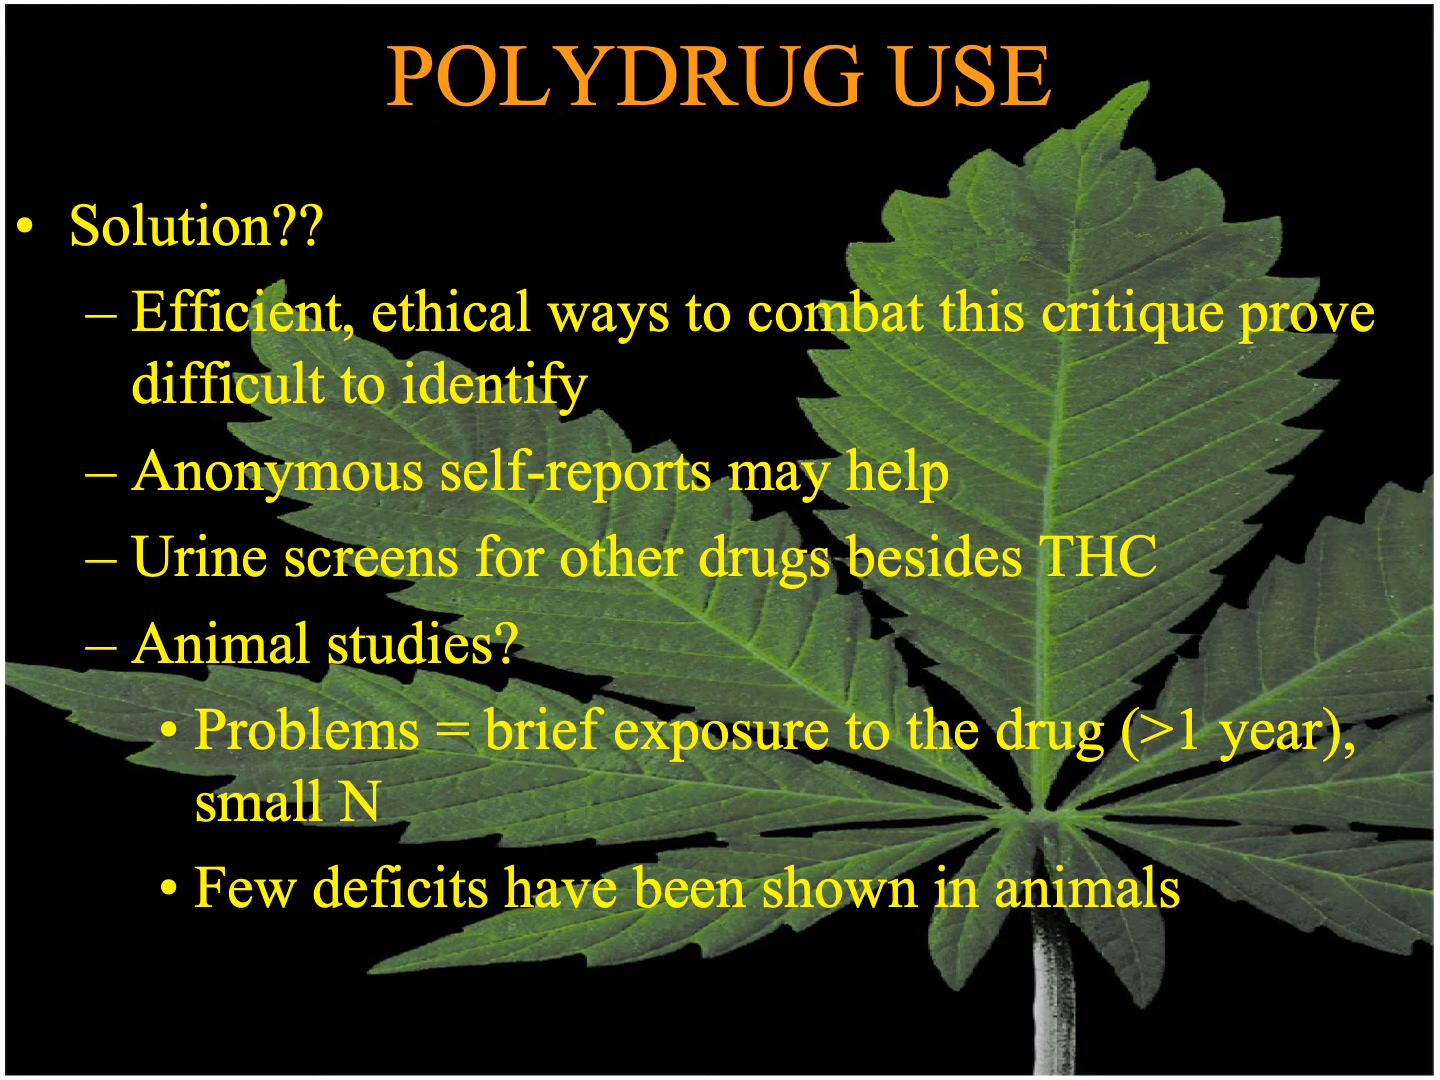 POLYDRUG USE
• Solution??
– Efficient, ethical ways to combat this critique prove
difficult to identify
– Anonymous self-reports may help
– Urine screens for other drugs besides THC
– Animal studies?
• Problems = brief exposure to the drug (>1 year),
small N
• Few deficits have been shown in animals